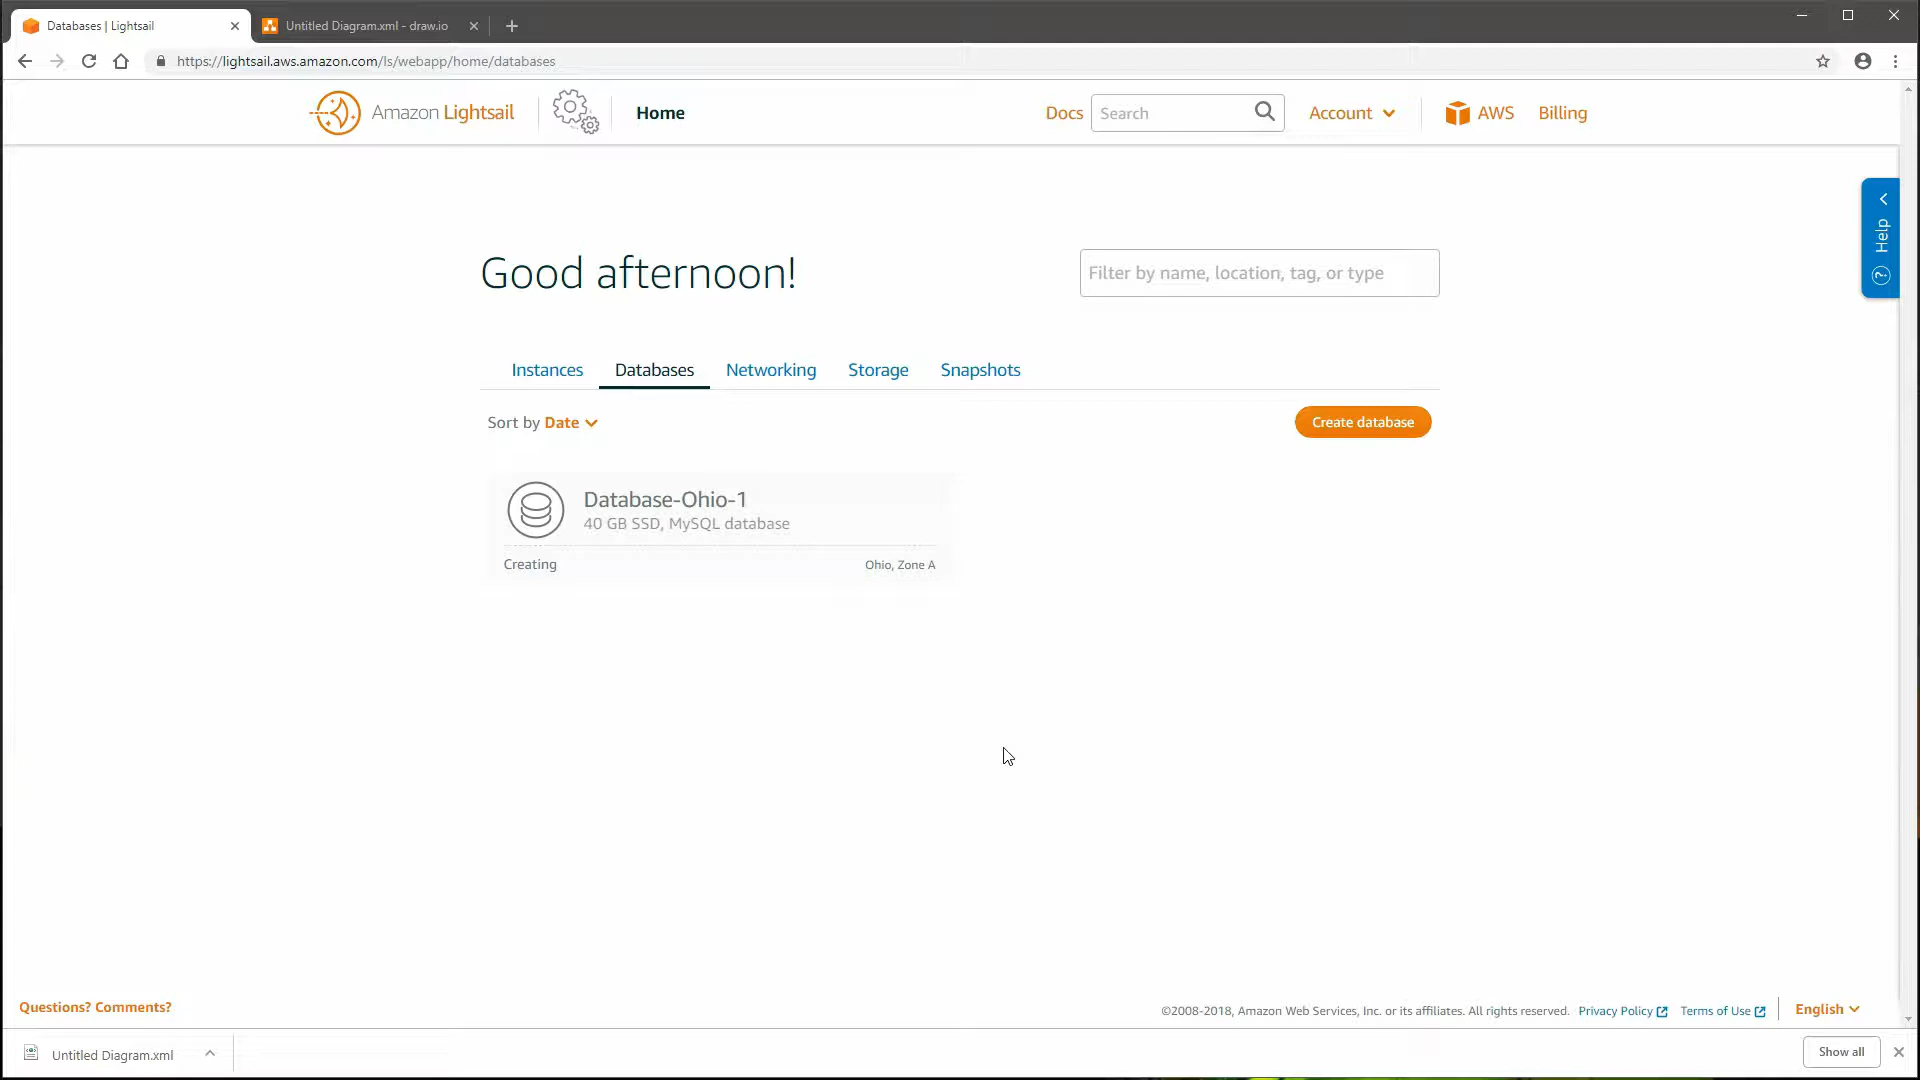 Databases | Lightsail
Untitled Diagram.xml - draw.io
https://lightsail.aws.amazon.com/ls/webapp/home/databases
Amazon Lightsail
Home
Docs
Search
Account
AWS
Billing
Help
Good afternoon!
Filter by name, location, tag, or type
Instances
Databases
Networking
Storage
Snapshots
Sort by Date
Create database
Database-Ohio-1
40 GB SSD, MySQL database
Creating
Ohio, Zone A
Questions? Comments?
©2008-2018, Amazon Web Services, Inc. or its affiliates. All rights reserved.
Privacy Policy
Terms of Use
English
Untitled Diagram.xml
Show all